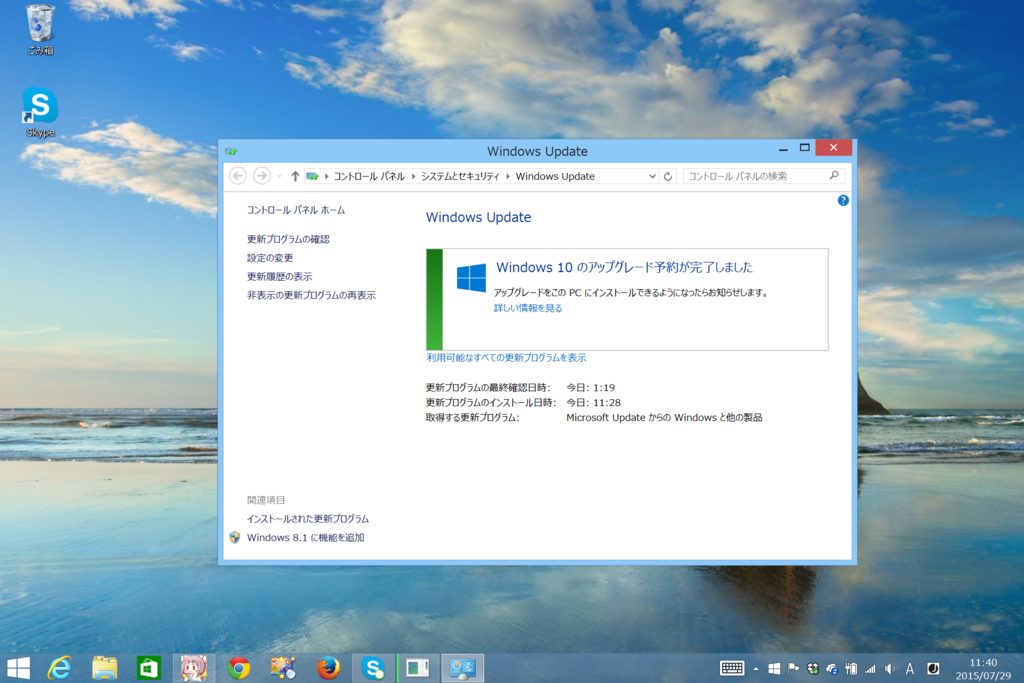 ごみ箱
Skype
Windows Update
コントロール パネル
システムとセキュリティ
Windows Update
コントロール パネルの検索
コントロール パネル ホーム
更新プログラムの確認
設定の変更
更新履歴の表示
非表示の更新プログラムの再表示
Windows Update
Windows 10 のアップグレード予約が完了しました
アップグレードをこの PC にインストールできるようになったらお知らせします。
詳しい情報を見る
利用可能なすべての更新プログラムを表示
更新プログラムの最終確認日時: 今日: 1:19
更新プログラムのインストール日時: 今日: 11:28
取得する更新プログラム: Microsoft Update からの Windows と他の製品
関連項目
インストールされた更新プログラム
Windows 8.1 に機能を追加
A
11:40
2015/07/29